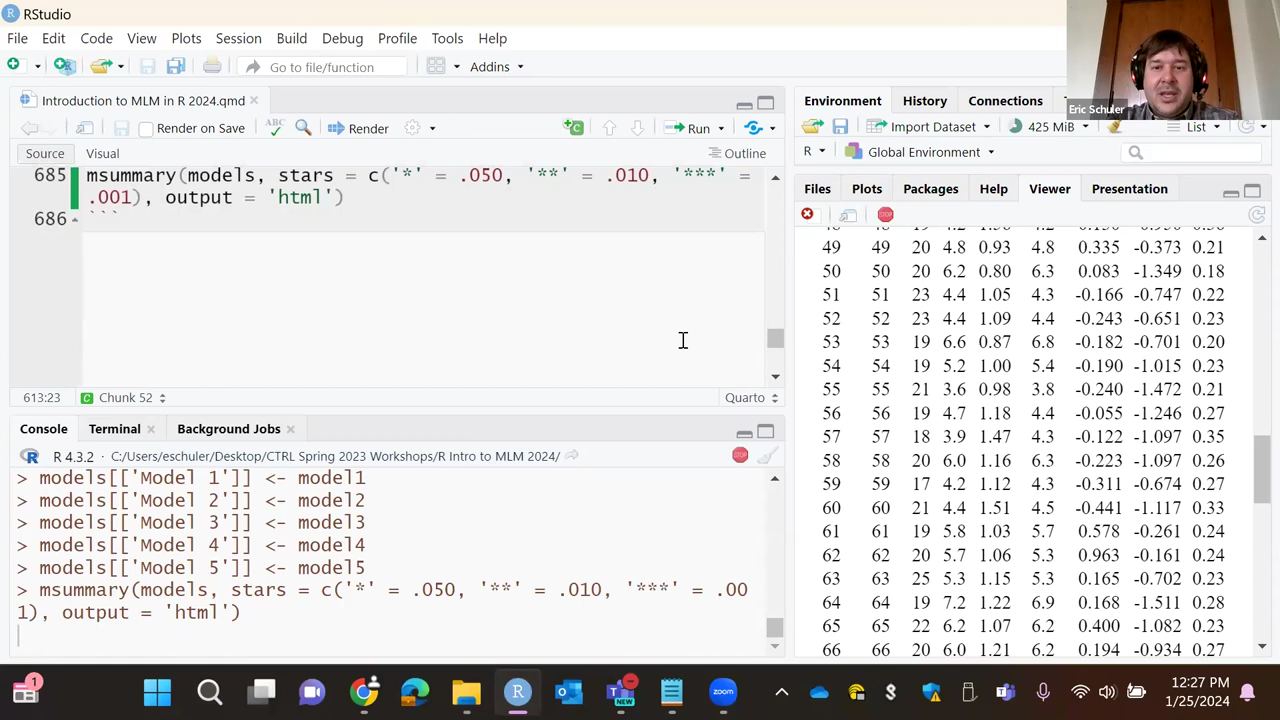 RStudio
File Edit Code View Plots Session Build Debug Profile Tools Help
Go to file/function Addins
Introduction to MLM in R 2024.qmd
Render on Save ABC Render Run
Source Visual Outline
685 msummary(models, stars = c('*' = .050, '**' = .010, '***' =
.001), output = 'html')
686 ```
613:23 Chunk 52 Quarto
Console Terminal Background Jobs
R 4.3.2 · C:/Users/eschuler/Desktop/CTRL Spring 2023 Workshops/R Intro to MLM 2024/
STOP
> models[['Model 1']] <- model1
> models[['Model 2']] <- model2
> models[['Model 3']] <- model3
> models[['Model 4']] <- model4
> models[['Model 5']] <- model5
> msummary(models, stars = c('*' = .050, '**' = .010, '***' = .00
1), output = 'html')
Eric Schuler
Environment History Connections
Import Dataset 425 MiB List
R Global Environment
Files Plots Packages Help Viewer Presentation
STOP
49 49 20 4.8 0.93 4.8 0.335 -0.373 0.21
50 50 20 6.2 0.80 6.3 0.083 -1.349 0.18
51 51 23 4.4 1.05 4.3 -0.166 -0.747 0.22
52 52 23 4.4 1.09 4.4 -0.243 -0.651 0.23
53 53 19 6.6 0.87 6.8 -0.182 -0.701 0.20
54 54 19 5.2 1.00 5.4 -0.190 -1.015 0.23
55 55 21 3.6 0.98 3.8 -0.240 -1.472 0.21
56 56 19 4.7 1.18 4.4 -0.055 -1.246 0.27
57 57 18 3.9 1.47 4.3 -0.122 -1.097 0.35
58 58 20 6.0 1.16 6.3 -0.223 -1.097 0.26
59 59 17 4.2 1.12 4.3 -0.311 -0.674 0.27
60 60 21 4.4 1.51 4.5 -0.441 -1.117 0.33
61 61 19 5.8 1.03 5.7 0.578 -0.261 0.24
62 62 20 5.7 1.06 5.3 0.963 -0.161 0.24
63 63 25 5.3 1.15 5.3 0.165 -0.702 0.23
64 64 19 7.2 1.22 6.9 0.168 -1.511 0.28
65 65 22 6.2 1.07 6.2 0.400 -1.082 0.23
66 66 20 6.0 1.21 6.2 0.194 -0.934 0.27
1
NEW
zoom
12:27 PM
1/25/2024